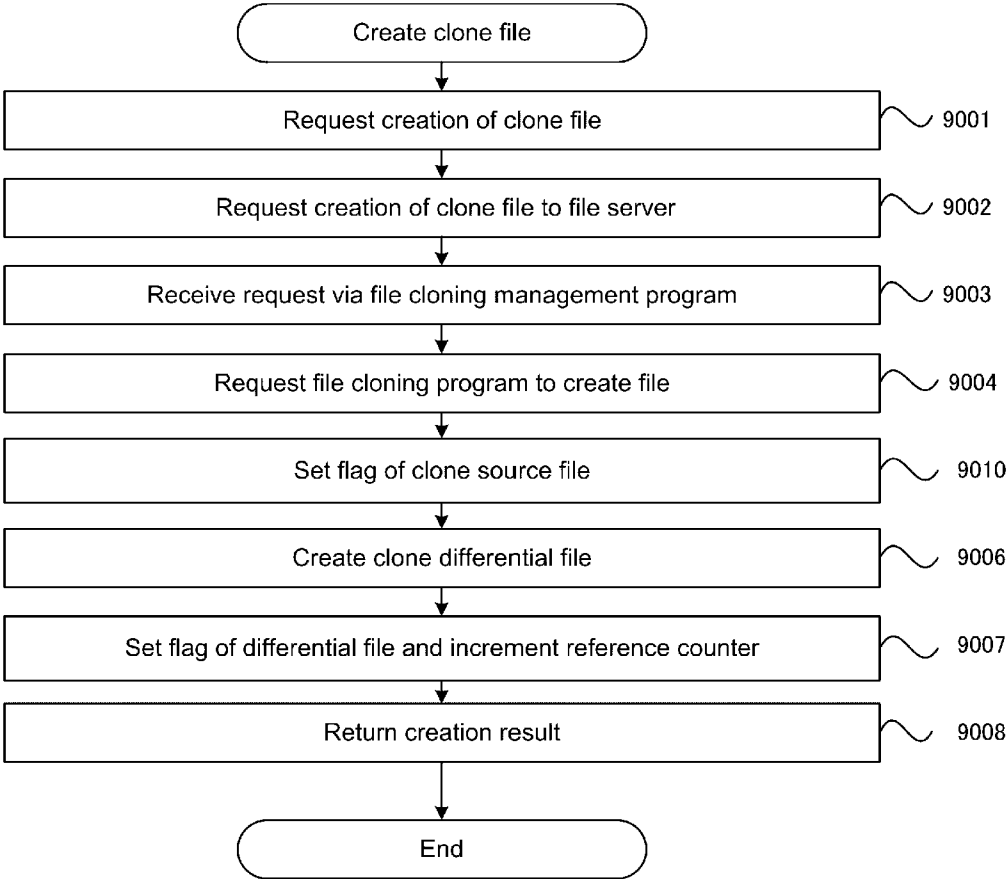 Create clone file
Request creation of clone file
9001
Request creation of clone file to file server
9002
Receive request via file cloning management program
9003
Request file cloning program to create file
9004
Set flag of clone source file
9010
Create clone differential file
9006
Set flag of differential file and increment reference counter
9007
Return creation result
9008
End